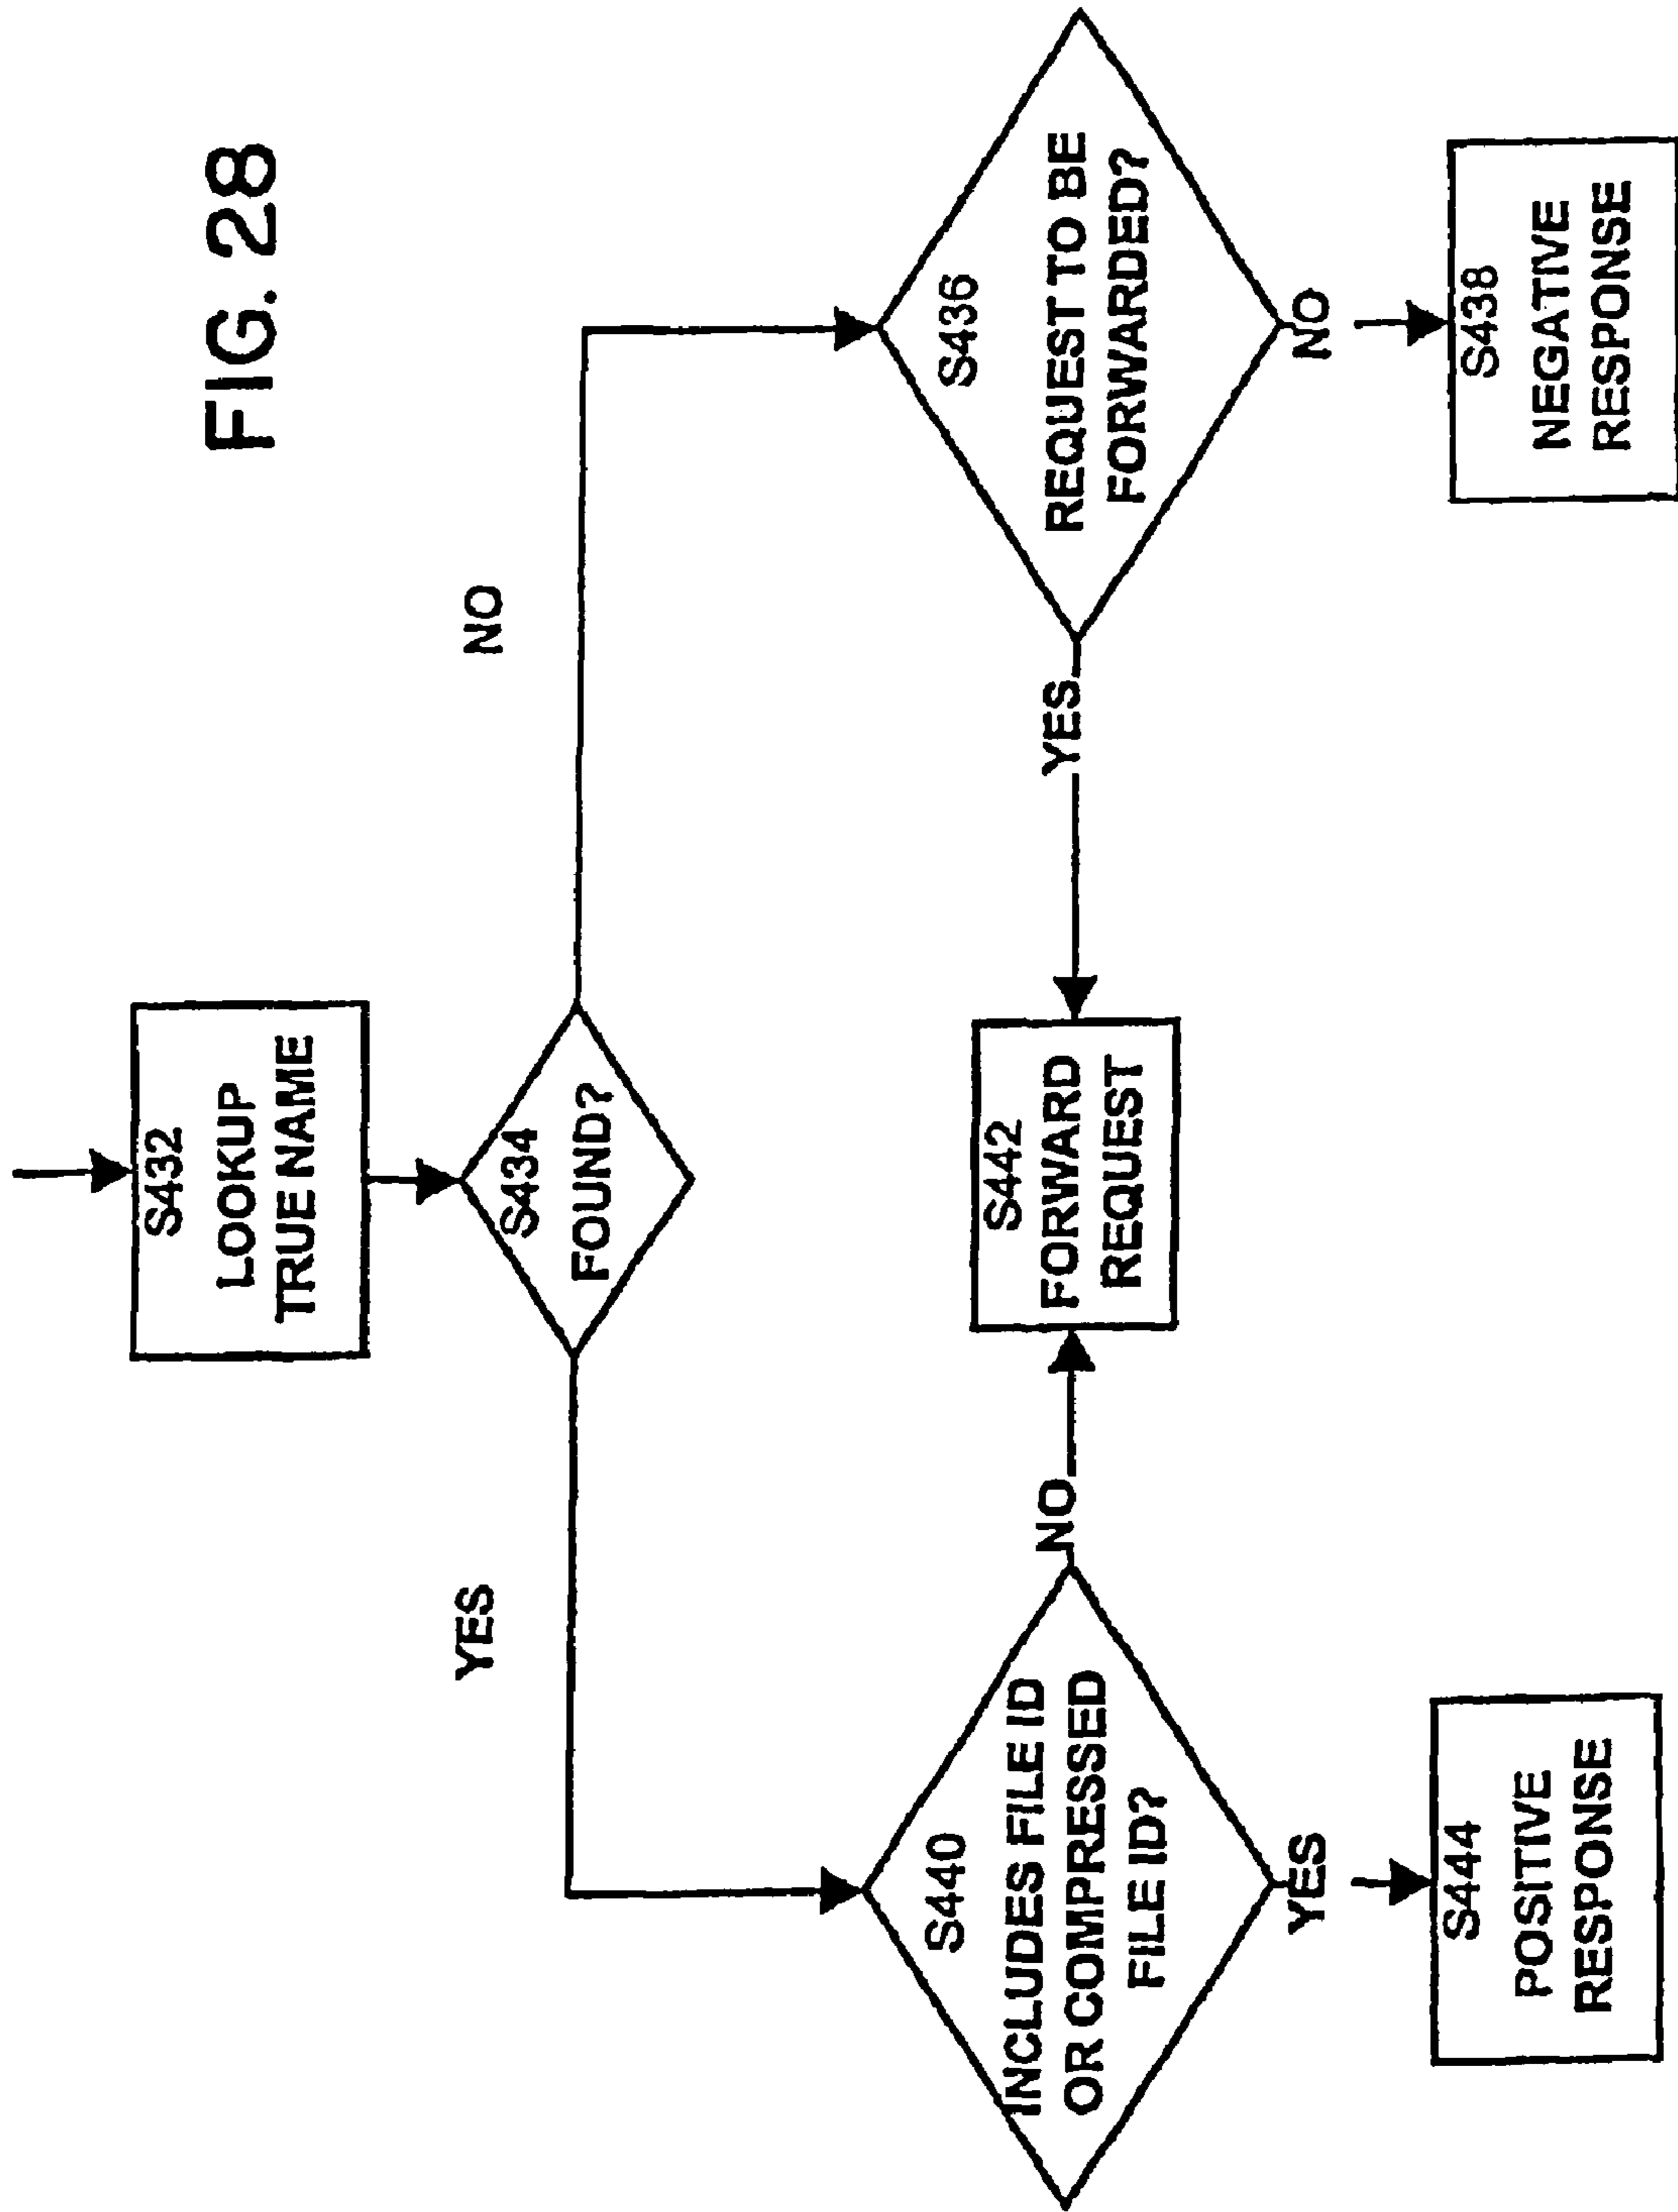 FIG. 28
S432
LOOKUP
TRUE NAME
S434
FOUND?
YES
NO
S440
INCLUDES FILE ID
OR COMPRESSED
FILE ID?
NO
S442
FORWARD
REQUEST
YES
S436
REQUEST TO BE
FORWARDED?
YES
S444
POSITIVE
RESPONSE
NO
S438
NEGATIVE
RESPONSE